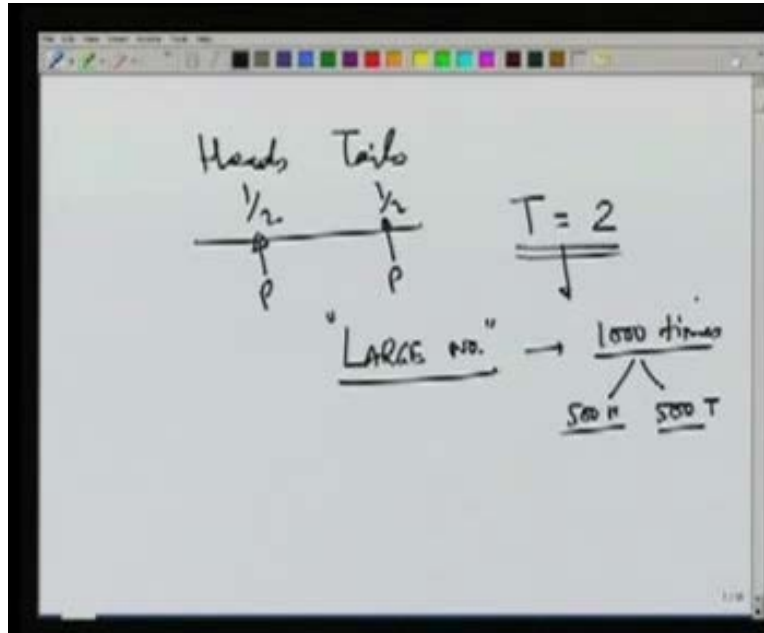 Heads Tails
1/2. 1/2
T = 2
P P
"LARGE NO." → 1000 times
500 H 500 T